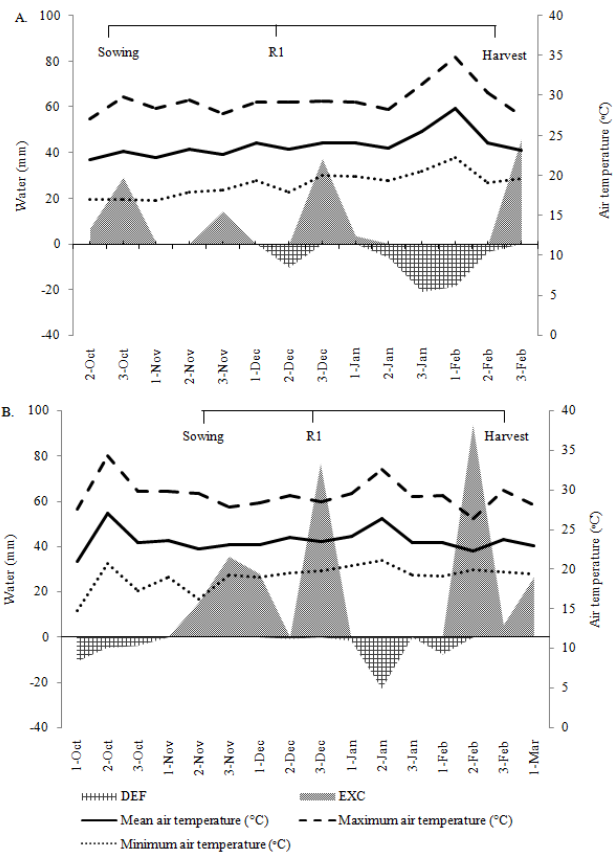 A.
Sowing R1 Harvest
100
80
60
40
20
0
-20
-40
Water (mm)
40
35
30
25
20
15
10
5
0
Air temperature (ºC)
2-Oct 3-Oct 1-Nov 2-Nov 3-Nov 1-Dec 2-Dec 3-Dec 1-Jan 2-Jan 3-Jan 1-Feb 2-Feb 3-Feb
B.
Sowing R1 Harvest
100
80
60
40
20
0
-20
-40
Water (mm)
40
35
30
25
20
15
10
5
0
Air temperature (ºC)
1-Oct 2-Oct 3-Oct 1-Nov 2-Nov 3-Nov 1-Dec 2-Dec 3-Dec 1-Jan 2-Jan 3-Jan 1-Feb 2-Feb 3-Feb 1-Mar
DEF EXC
Mean air temperature (°C) Maximum air temperature (°C)
Minimum air temperature (ºC)